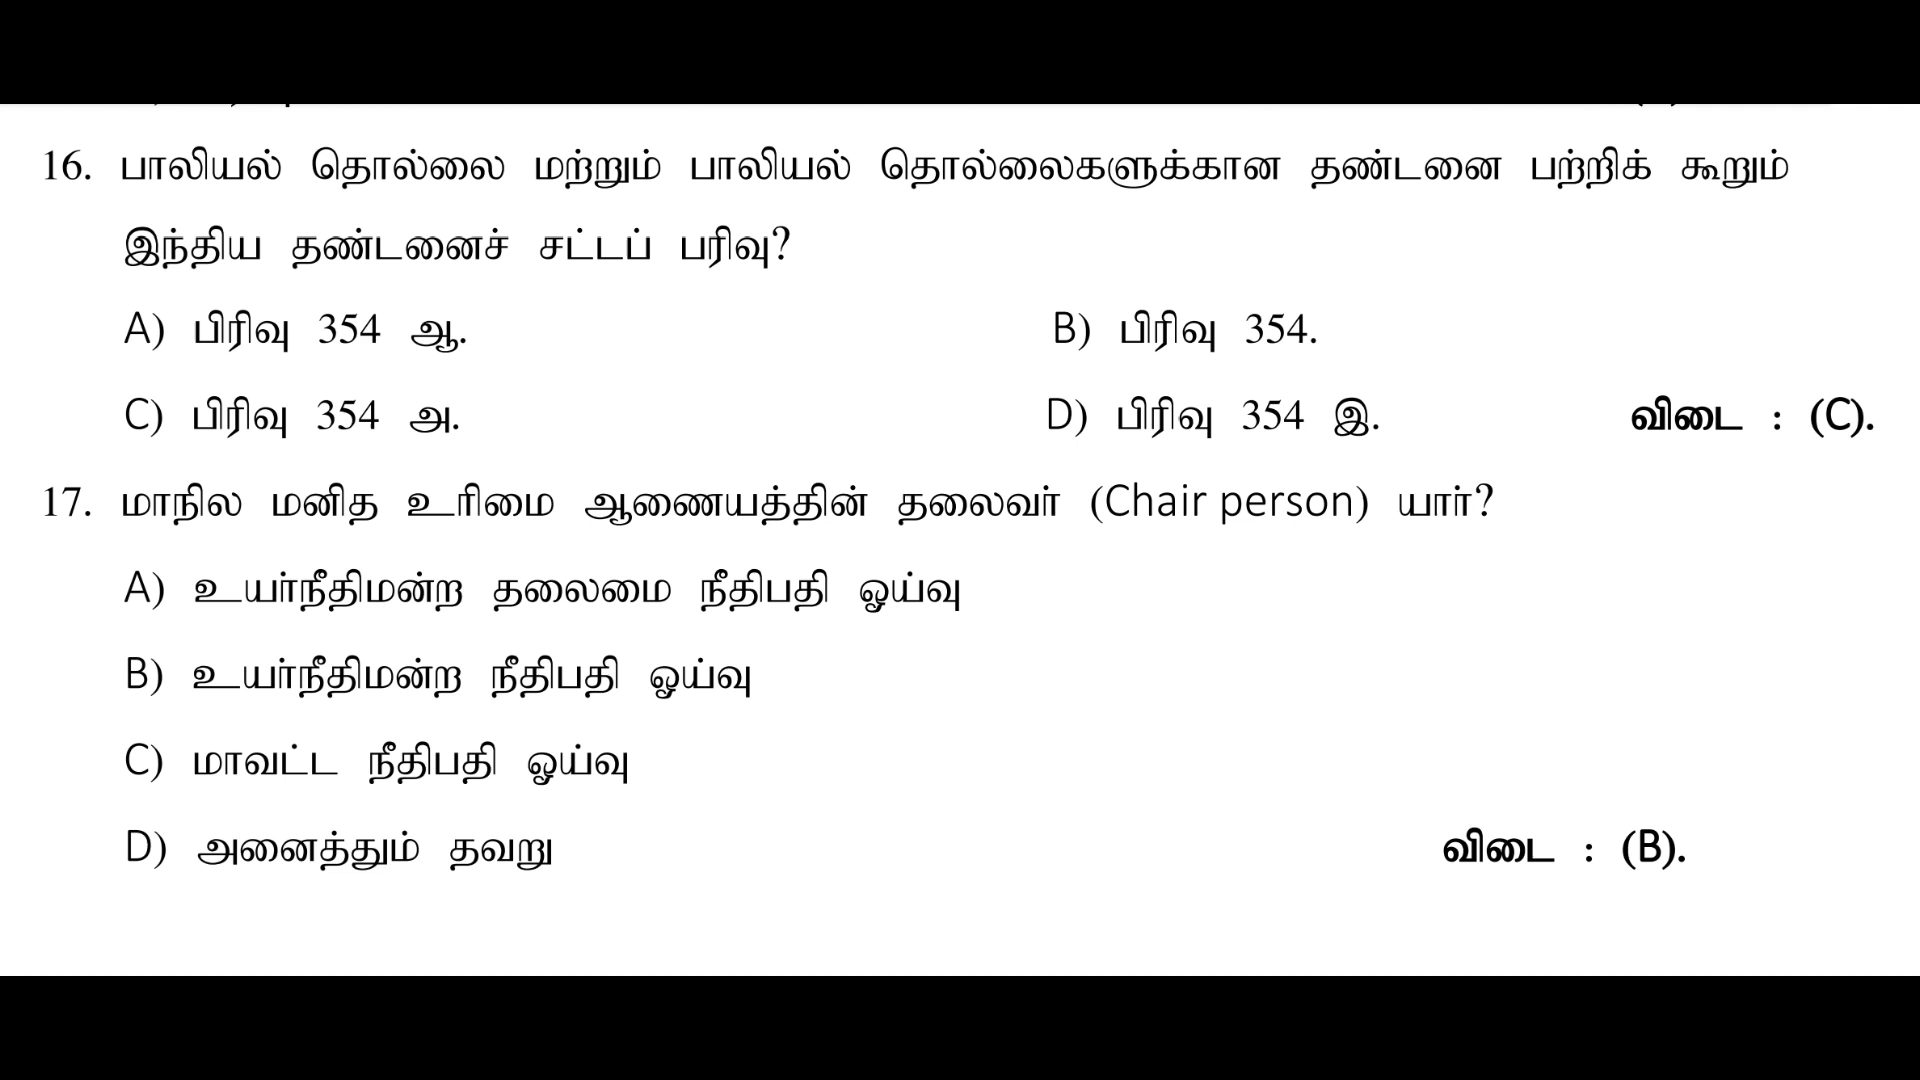 16. பாலியல் தொல்லை மற்றும் பாலியல் தொல்லைகளுக்கான தண்டனை பற்றிக் கூறும்
இந்திய தண்டனைச் சட்டப் பரிவு?
A) பிரிவு 354 ஆ. B) பிரிவு 354.
C) பிரிவு 354 அ. D) பிரிவு 354 இ. விடை : (C).
17. மாநில மனித உரிமை ஆணையத்தின் தலைவர் (Chair person) யார்?
A) உயர்நீதிமன்ற தலைமை நீதிபதி ஓய்வு
B) உயர்நீதிமன்ற நீதிபதி ஓய்வு
C) மாவட்ட நீதிபதி ஓய்வு
D) அனைத்தும் தவறு விடை : (B).